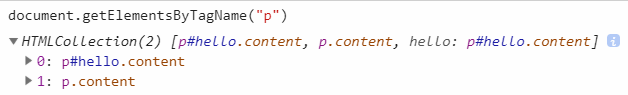 document.getElementsByTagName("p")
▼HTMLCollection(2) [p#hello.content, p.content, hello: p#hello.content] i
▶0: p#hello.content
▶1: p.content